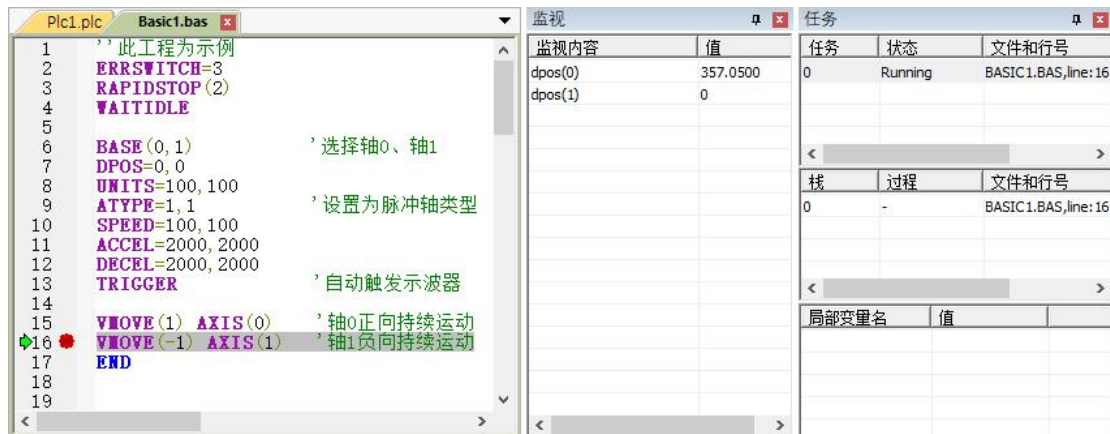 Plc1.plc Basic1.bas
1 ''此工程为示例
2 ERRSWITCH=3
3 RAPIDSTOP(2)
4 WAITIDLE
5
6 BASE(0,1) '选择轴0、轴1
7 DPOS=0,0
8 UNITS=100,100
9 ATYPE=1,1 '设置为脉冲轴类型
10 SPEED=100,100
11 ACCEL=2000,2000
12 DECEL=2000,2000
13 TRIGGER '自动触发示波器
14
15 VMOVE(1) AXIS(0) '轴0正向持续运动
16 VMOVE(-1) AXIS(1) '轴1负向持续运动
17 END
18
19
监视
监视内容 值
dpos(0) 357.0500
dpos(1) 0
任务
任务 状态 文件和行号
0 Running BASIC1.BAS,line:16
栈 过程 文件和行号
0 - BASIC1.BAS,line:16
局部变量名 值